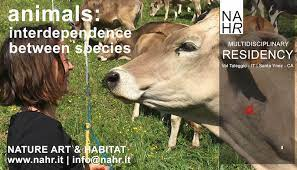 animals:
interdependence
between species
NA
HR
MULTIDISCIPLINARY
RESIDENCY
Val Taleggio - IT | Santa Ynez - CA
NATURE ART & HABITAT
www.nahr.it | info@nahr.it